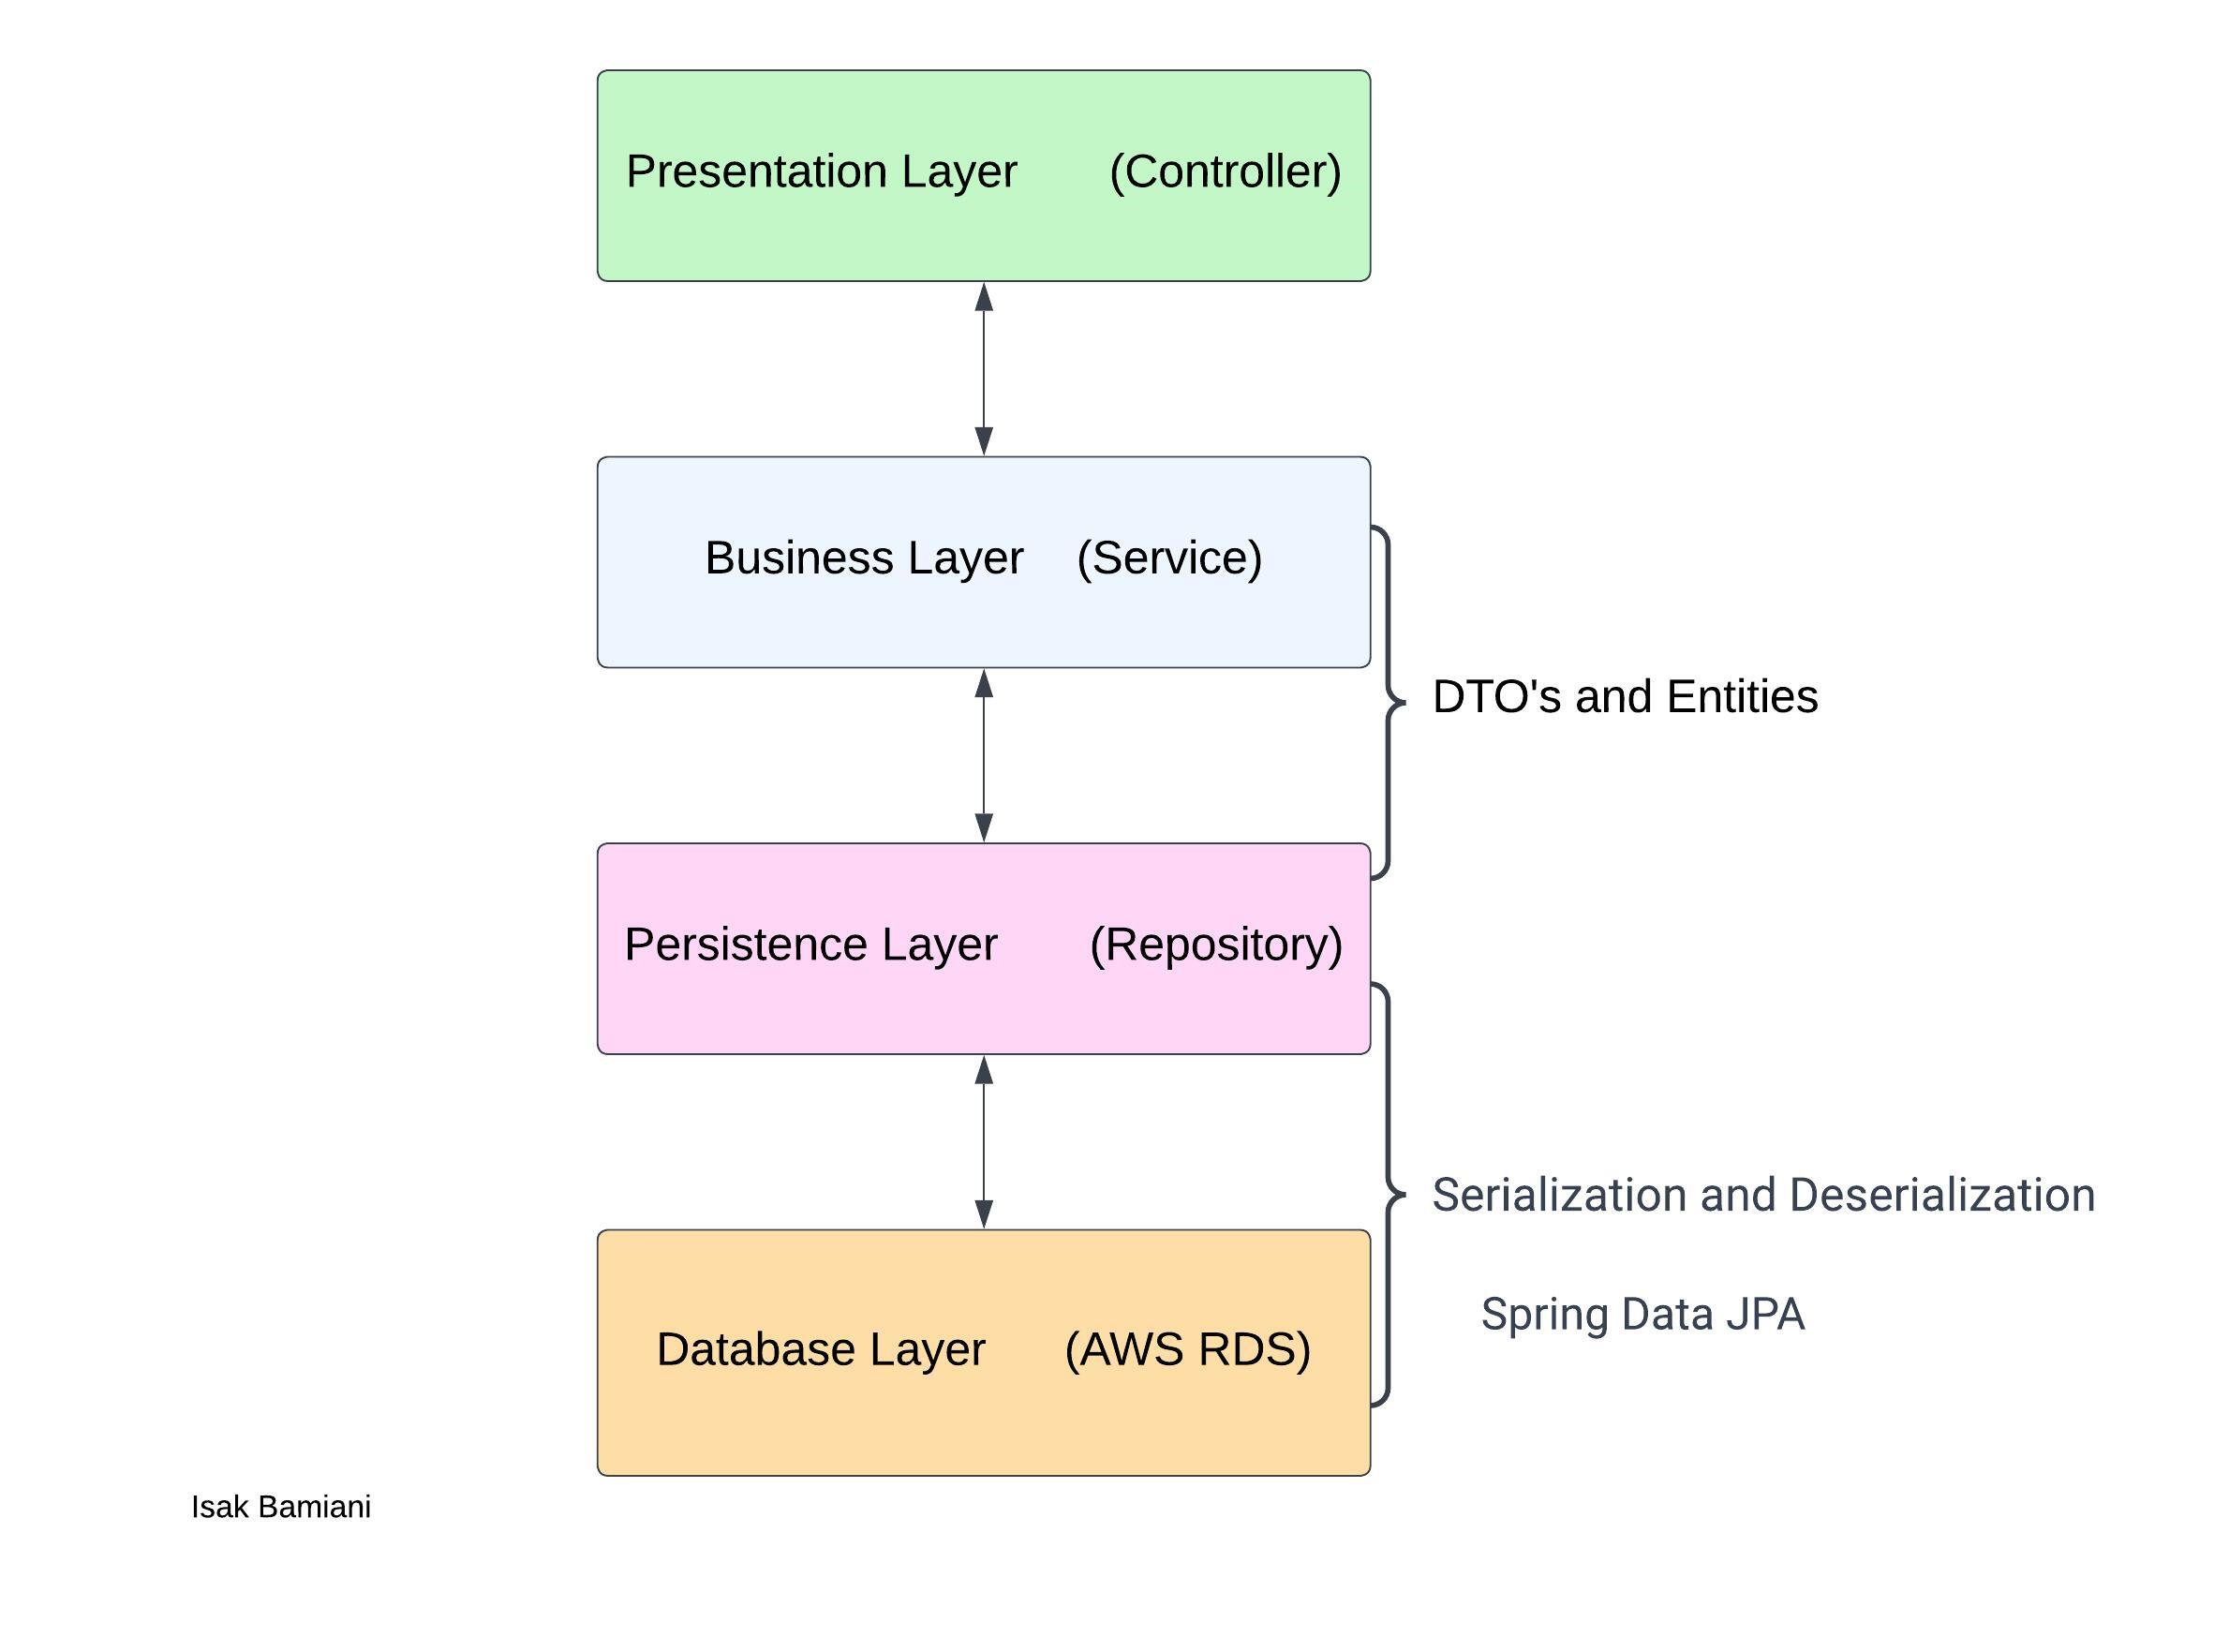 Presentation Layer (Controller)
Business Layer (Service)
DTO's and Entities
Persistence Layer (Repository)
Serialization and Deserialization
Spring Data JPA
Database Layer (AWS RDS)
Isak Bamiani